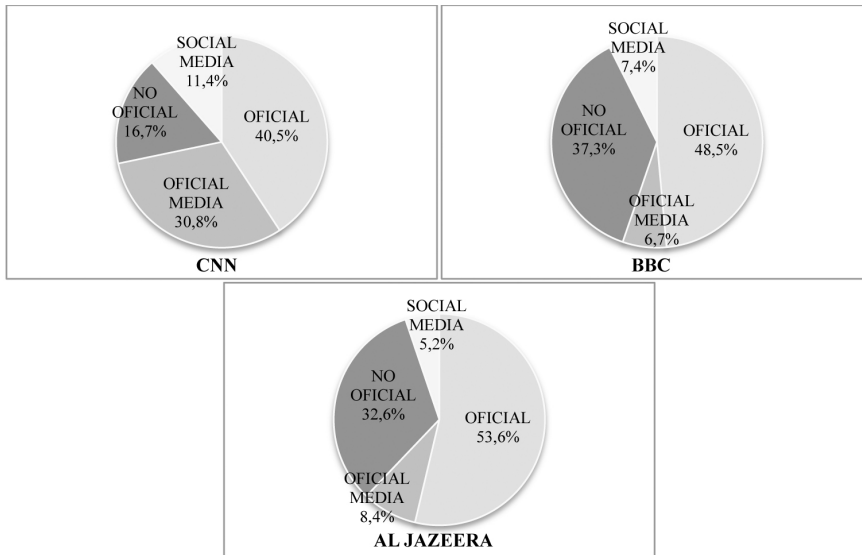 SOCIAL
MEDIA
11,4%
NO
OFICIAL
16,7%
OFICIAL
40,5%
OFICIAL
MEDIA
30,8%
CNN
SOCIAL
MEDIA
7,4%
NO
OFICIAL
37,3%
OFICIAL
48,5%
OFICIAL
MEDIA
6,7%
BBC
SOCIAL
MEDIA
5,2%
NO
OFICIAL
32,6%
OFICIAL
53,6%
OFICIAL
MEDIA
8,4%
AL JAZEERA